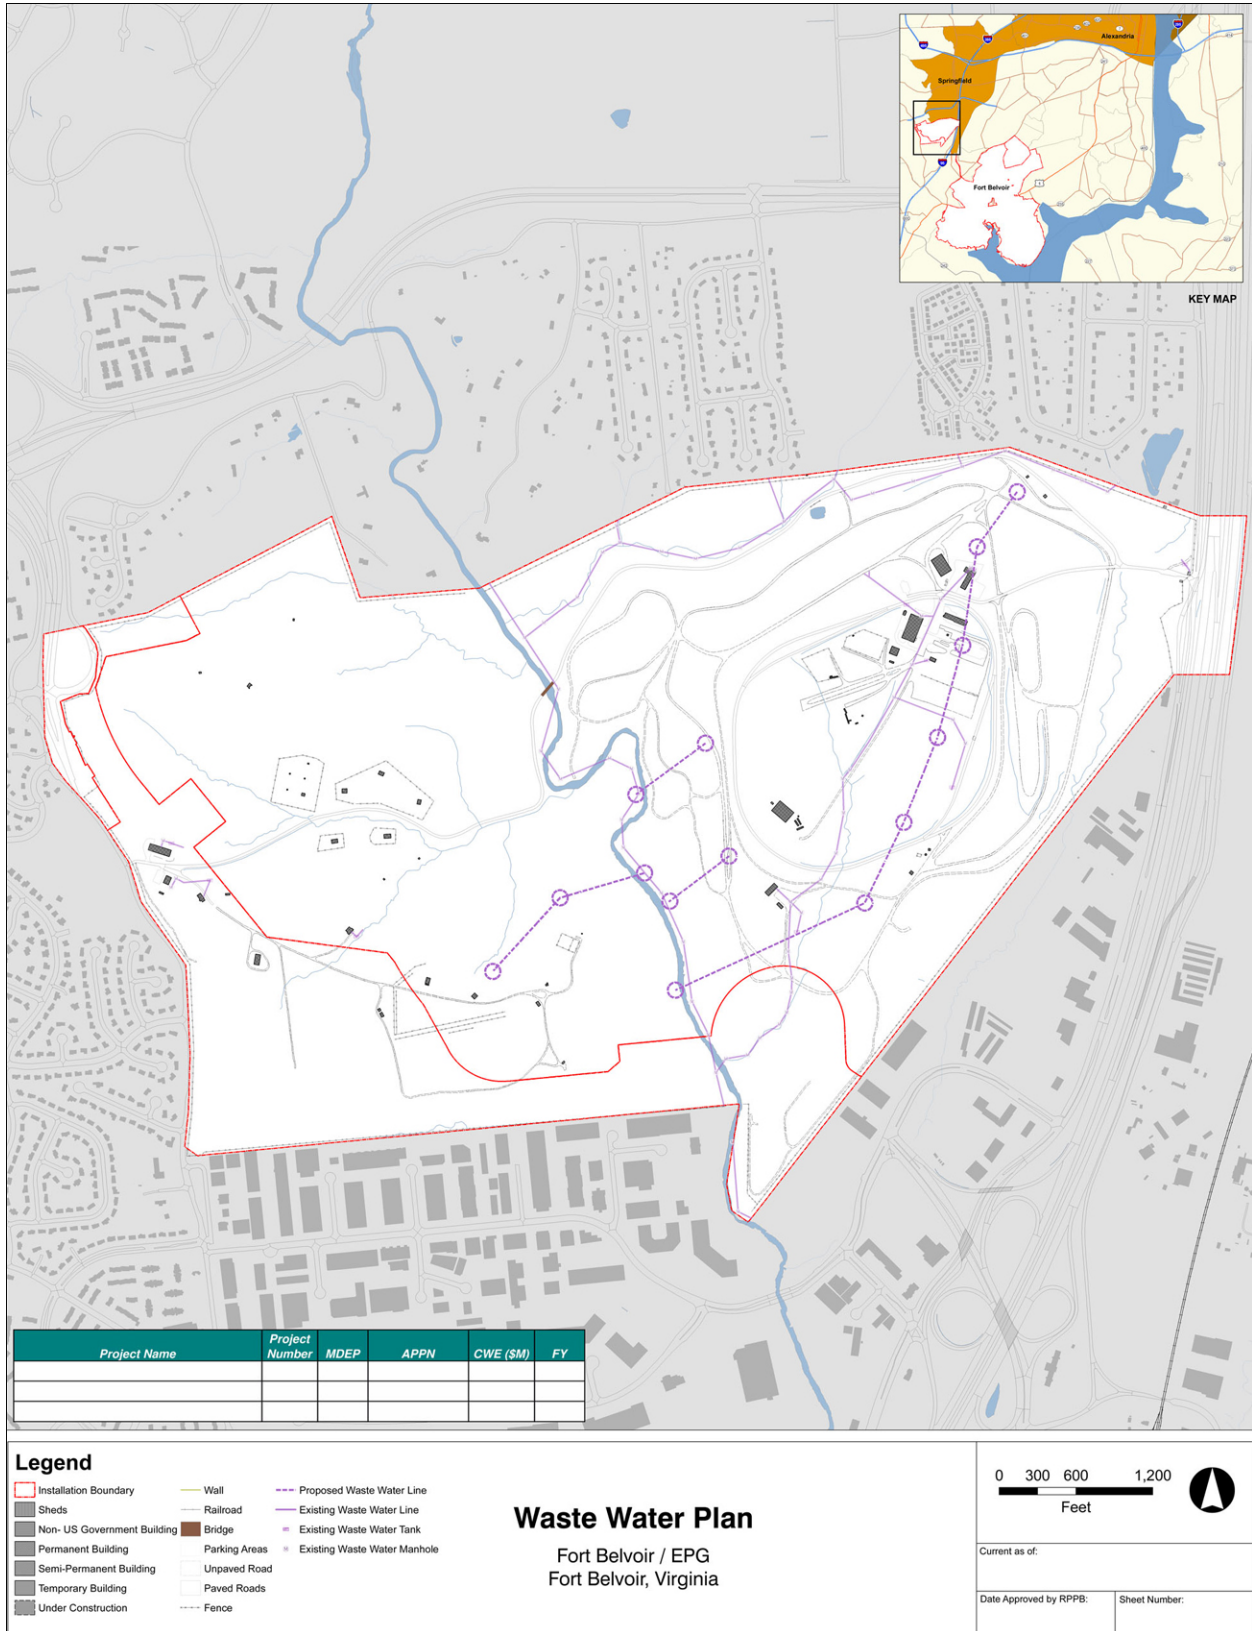 Alexandria
Springfield
Fort Belvoir
KEY MAP
Project Name
Project Number
MDEP
APPN
CWE ($M)
FY
Legend
Installation Boundary
Sheds
Non- US Government Building
Permanent Building
Semi-Permanent Building
Temporary Building
Under Construction
Wall
Railroad
Bridge
Parking Areas
Unpaved Road
Paved Roads
Fence
Proposed Waste Water Line
Existing Waste Water Line
Existing Waste Water Tank
Existing Waste Water Manhole
Waste Water Plan
Fort Belvoir / EPG
Fort Belvoir, Virginia
0 300 600 1,200
Feet
Current as of:
Date Approved by RPPB:
Sheet Number: